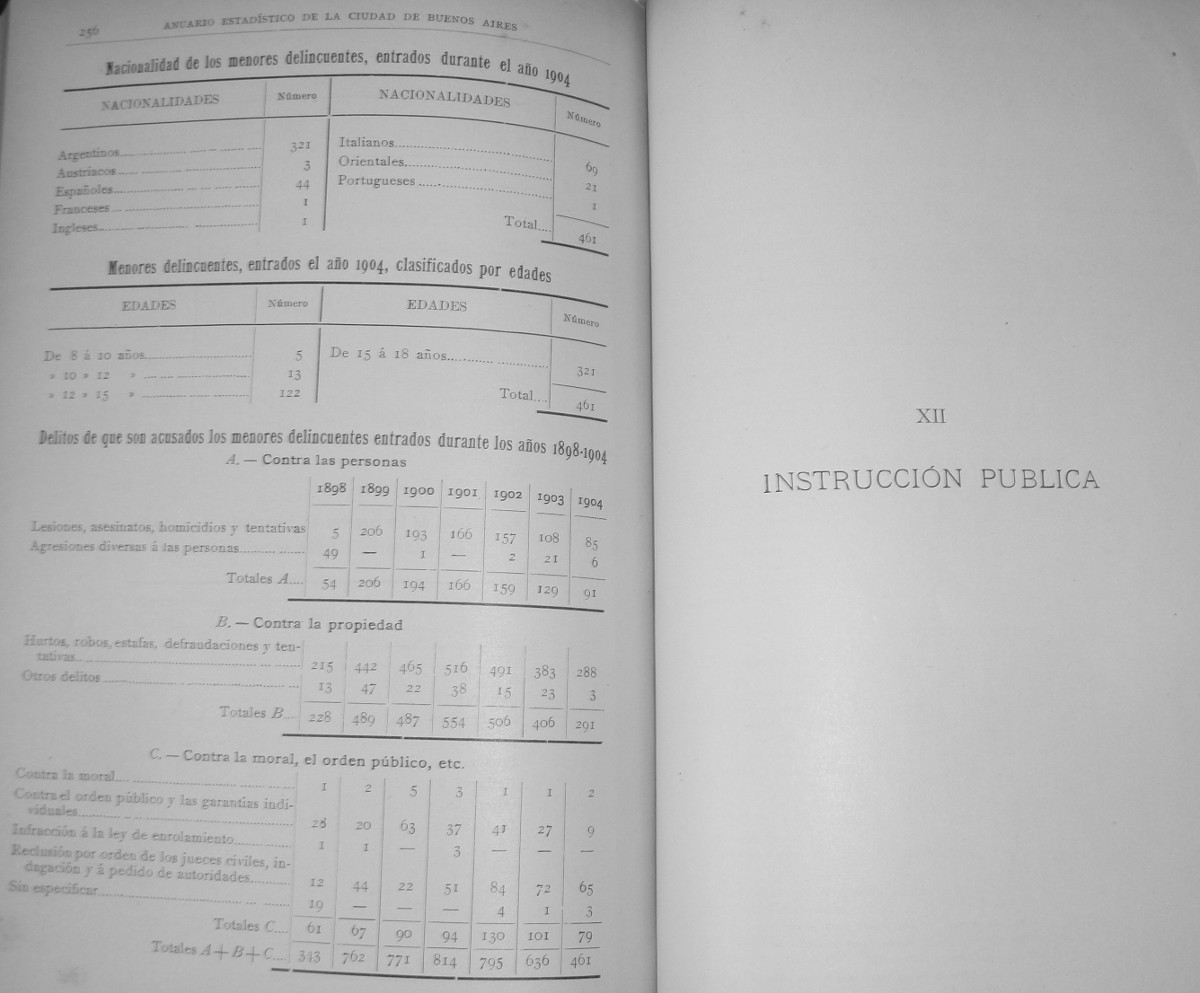 256 ANUARIO ESTADÍSTICO DE LA CIUDAD DE BUENOS AIRES
Nacionalidad de los menores delincuentes, entrados durante el año 1904
NACIONALIDADES Número NACIONALIDADES Número
Argentinos 321 Italianos 69
Austriacos 3 Orientales 21
Españoles 44 Portugueses 1
Franceses 1
Ingleses 1 Total 461
Menores delincuentes, entrados el año 1904, clasificados por edades
EDADES Número EDADES Número
De 8 á 10 años 5 De 15 á 18 años 321
» 10 » 12 » 13
» 12 » 15 » 122 Total 461
Delitos de que son acusados los menores delincuentes entrados durante los años 1898-1904
A. — Contra las personas
1898 1899 1900 1901 1902 1903 1904
Lesiones, asesinatos, homicidios y tentativas 5 206 193 166 157 108 85
Agresiones diversas á las personas 49 — 1 — 2 21 6
Totales A 54 206 194 166 159 129 91
B. — Contra la propiedad
Hurtos, robos, estafas, defraudaciones y ten-
tativas 215 442 465 516 491 383 288
Otros delitos 13 47 22 38 15 23 3
Totales B 228 489 487 554 506 406 291
C. — Contra la moral, el orden público, etc.
Contra la moral 1 2 5 3 1 1 2
Contra el orden público y las garantías indi-
viduales 28 20 63 37 41 27 9
Infracción á la ley de enrolamiento 1 1 — 3 — — —
Reclusión por orden de los jueces civiles, in-
dagación y á pedido de autoridades 12 44 22 51 84 72 65
Sin especificar 19 — — — 4 1 3
Totales C 61 67 90 94 130 101 79
Totales A+B+C 343 762 771 814 795 636 461
XII
INSTRUCCIÓN PUBLICA